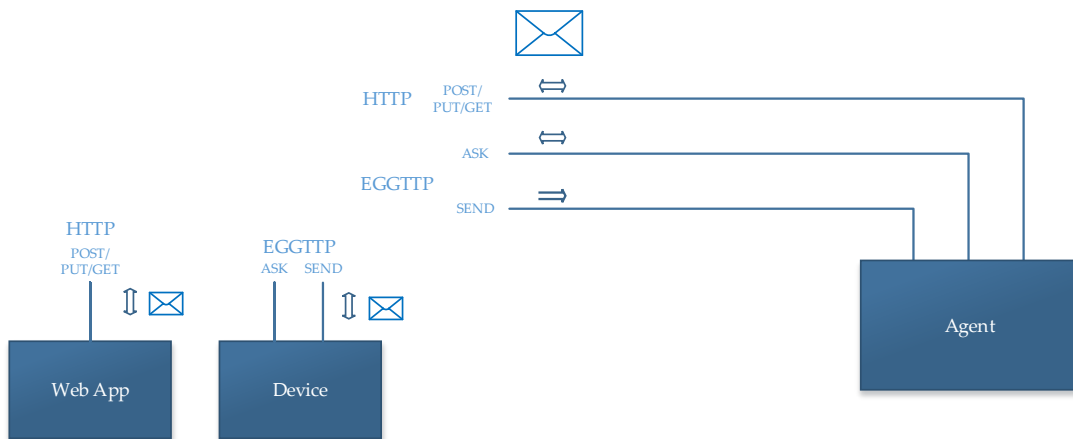 HTTP
POST/
PUT/GET
ASK
EGGTTP
SEND
HTTP
POST/
PUT/GET
EGGTTP
ASK SEND
Web App
Device
Agent